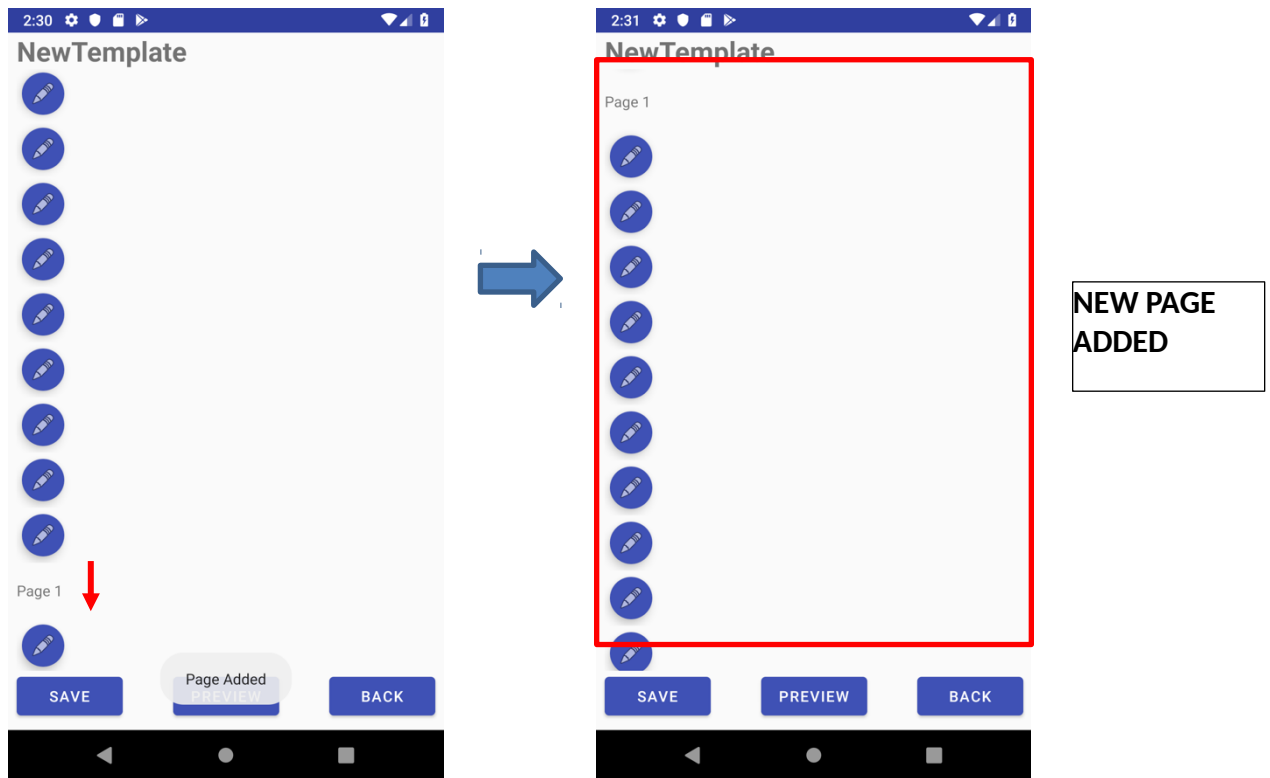 2:30
NewTemplate
Page 1
Page Added
SAVE
PREVIEW
BACK
2:31
NewTemplate
Page 1
SAVE
PREVIEW
BACK
NEW PAGE
ADDED